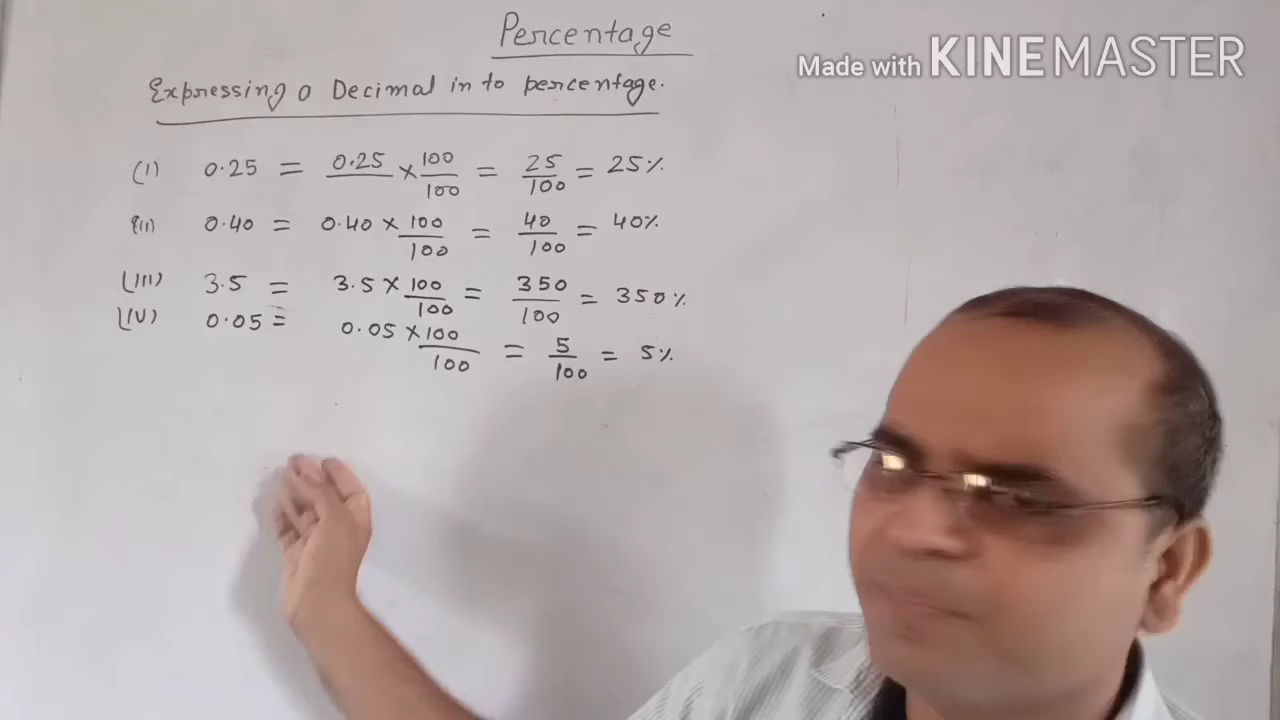 Percentage
Made with KINEMASTER
Expressing a Decimal in to percentage.
(I) 0.25 = 0.25 × 100/100 = 25/100 = 25%
(II) 0.40 = 0.40 × 100/100 = 40/100 = 40%
(III) 3.5 = 3.5 × 100/100 = 350/100 = 350%
(IV) 0.05 = 0.05 × 100/100 = 5/100 = 5%